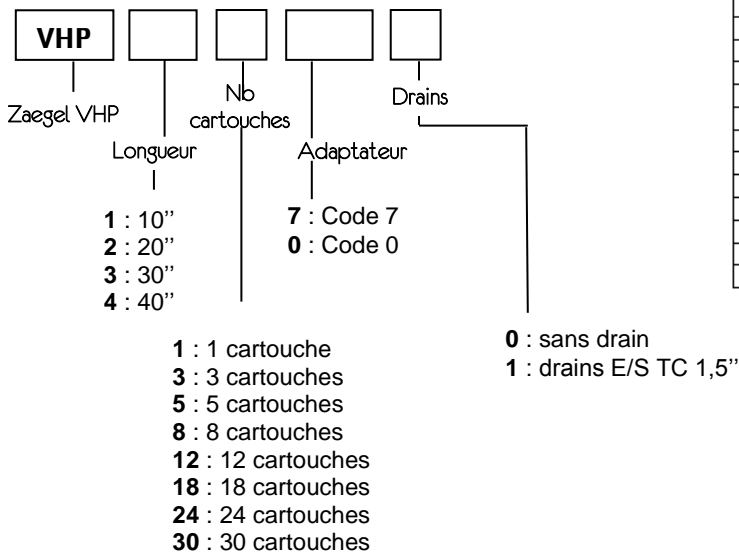 VHP
Zaegel VHP
Longueur
Nb
cartouches
Adaptateur
Drains
1 : 10’’
2 : 20’’
3 : 30’’
4 : 40’’
7 : Code 7
0 : Code 0
1 : 1 cartouche
3 : 3 cartouches
5 : 5 cartouches
8 : 8 cartouches
12 : 12 cartouches
18 : 18 cartouches
24 : 24 cartouches
30 : 30 cartouches
0 : sans drain
1 : drains E/S TC 1,5’’